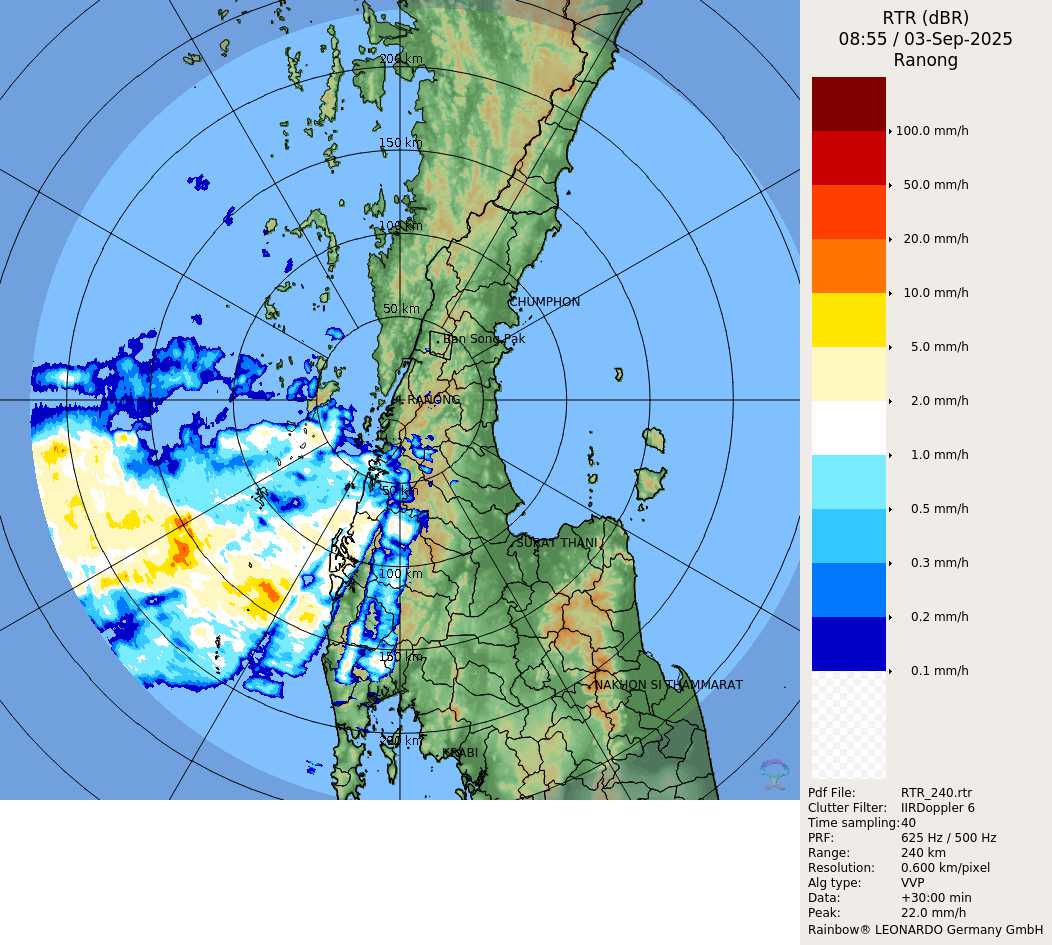 RTR (dBR)
08:55 / 03-Sep-2025
Ranong
100.0 mm/h
50.0 mm/h
20.0 mm/h
10.0 mm/h
5.0 mm/h
2.0 mm/h
1.0 mm/h
0.5 mm/h
0.3 mm/h
0.2 mm/h
0.1 mm/h
200 km
150 km
100 km
50 km
CHUMPHON
Ban Song Pak
RANONG
50 km
SURAT THANI
100 km
150 km
NAKHON SI THAMMARAT
200 km
KRABI
Pdf File: RTR_240.rtr
Clutter Filter: IIRDoppler 6
Time sampling: 40
PRF: 625 Hz / 500 Hz
Range: 240 km
Resolution: 0.600 km/pixel
Alg type: VVP
Data: +30:00 min
Peak: 22.0 mm/h
Rainbow® LEONARDO Germany GmbH